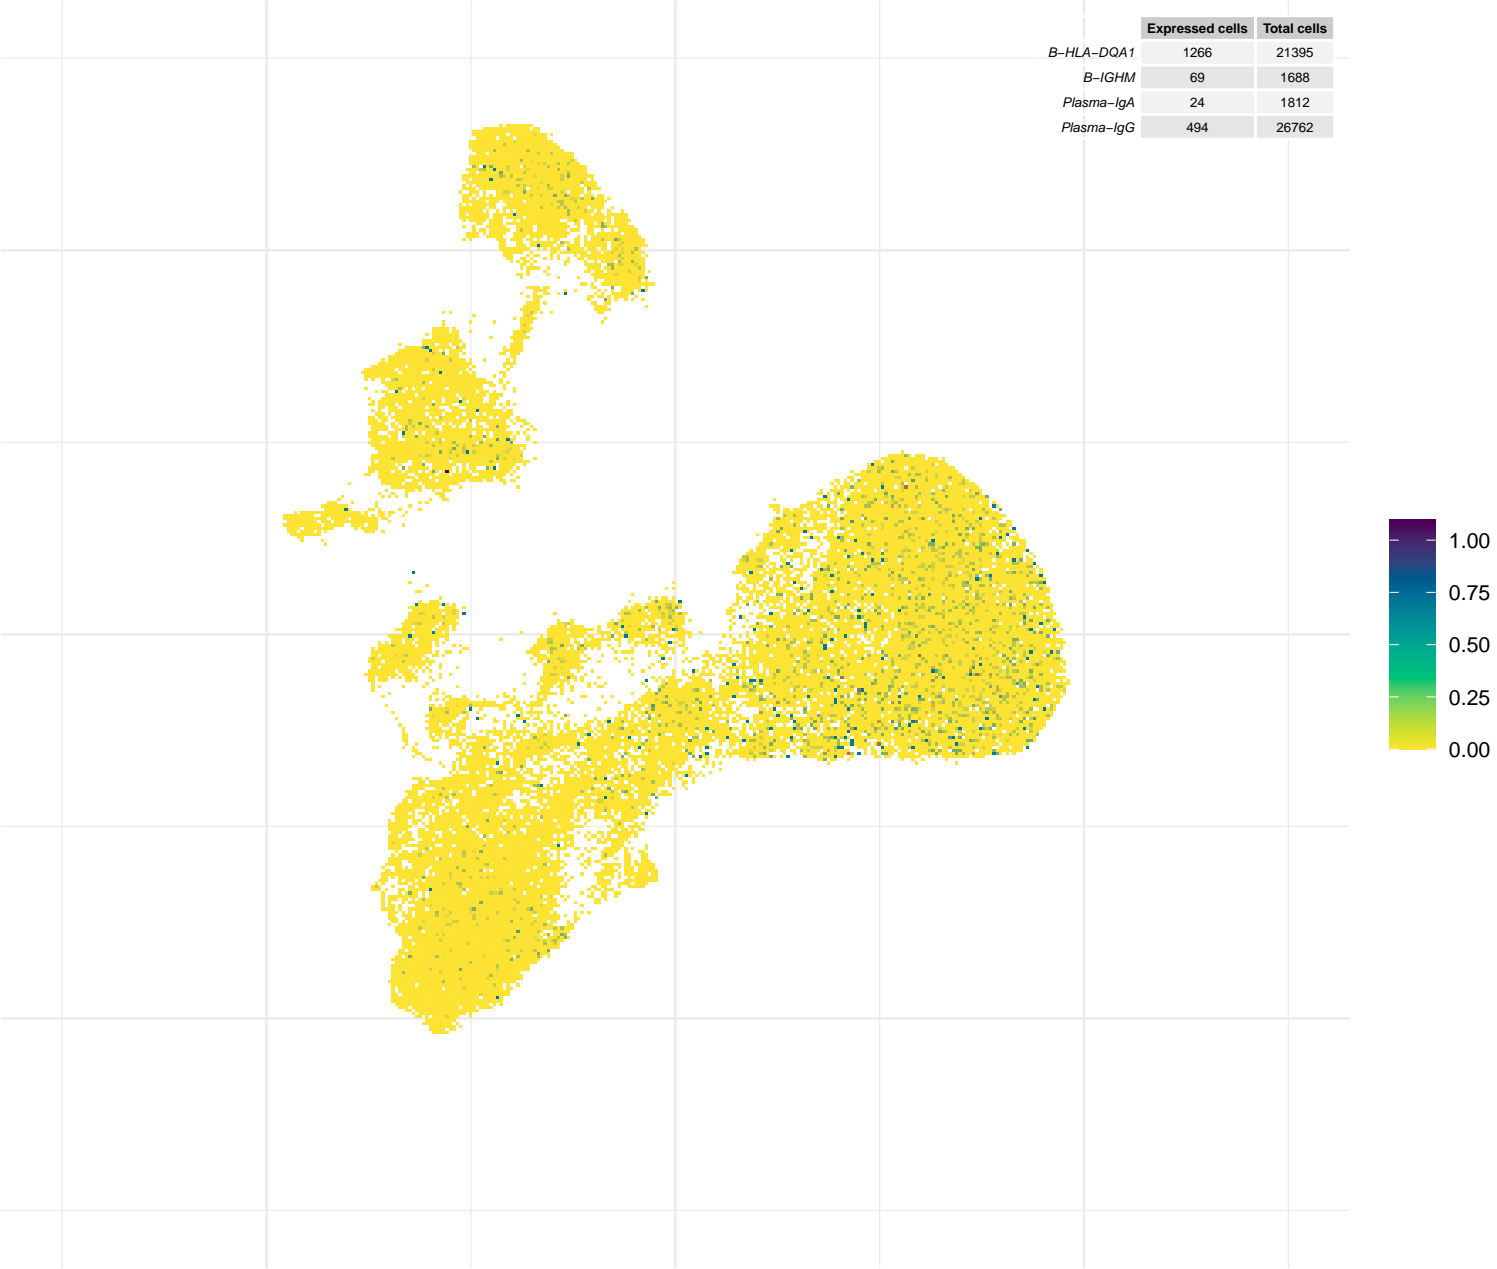 Expressed cells Total cells
B−HLA−DQA1 1266 21395
B−IGHM 69 1688
Plasma−IgA 24 1812
Plasma−IgG 494 26762
1.00
0.75
0.50
0.25
0.00